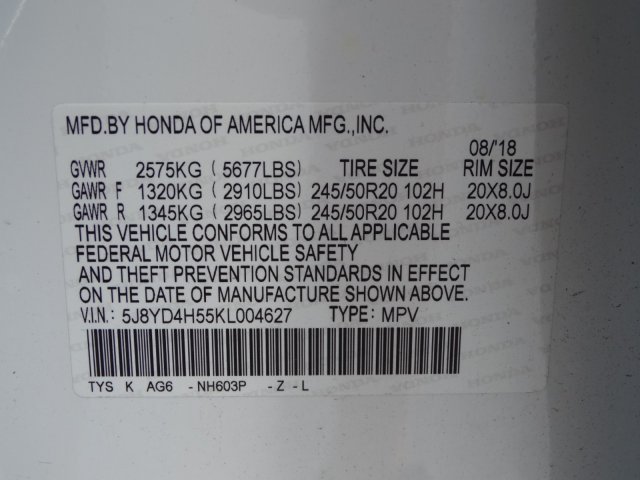 MFD.BY HONDA OF AMERICA MFG.,INC.
08/'18
GVWR 2575KG ( 5677LBS) TIRE SIZE RIM SIZE
GAWR F 1320KG ( 2910LBS) 245/50R20 102H 20X8.0J
GAWR R 1345KG ( 2965LBS) 245/50R20 102H 20X8.0J
THIS VEHICLE CONFORMS TO ALL APPLICABLE
FEDERAL MOTOR VEHICLE SAFETY
AND THEFT PREVENTION STANDARDS IN EFFECT
ON THE DATE OF MANUFACTURE SHOWN ABOVE.
V.I.N.: 5J8YD4H55KL004627 TYPE: MPV
TYS K AG6 -NH603P -Z -L